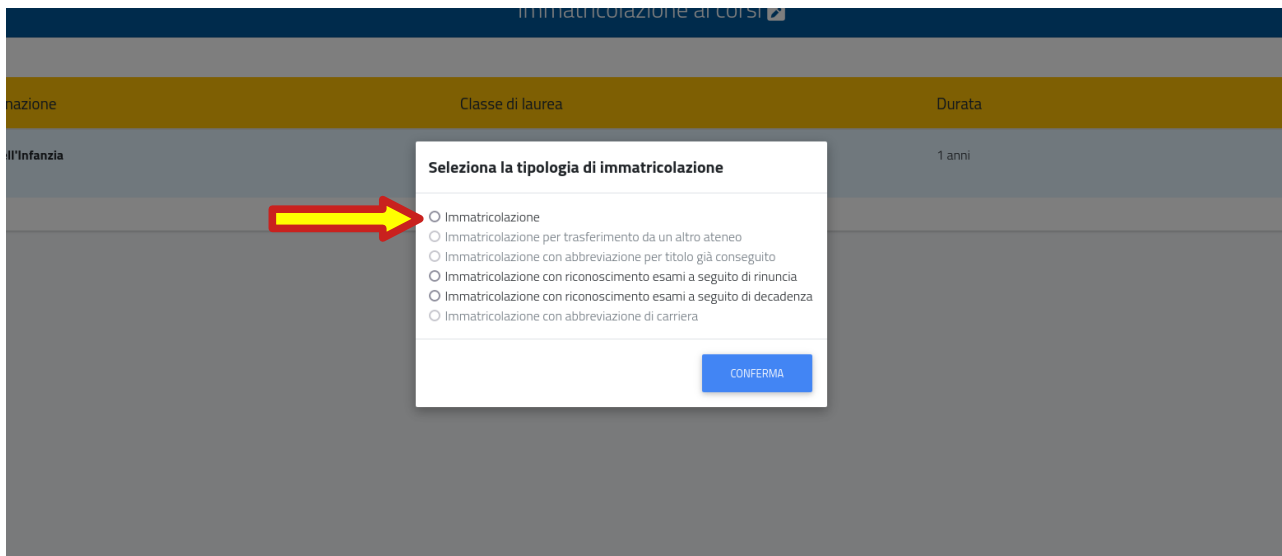 Immatricolazione ai corsi
nazione Classe di laurea Durata
ell'Infanzia 1 anni
Seleziona la tipologia di immatricolazione
Immatricolazione
Immatricolazione per trasferimento da un altro ateneo
Immatricolazione con abbreviazione per titolo già conseguito
Immatricolazione con riconoscimento esami a seguito di rinuncia
Immatricolazione con riconoscimento esami a seguito di decadenza
Immatricolazione con abbreviazione di carriera
CONFERMA